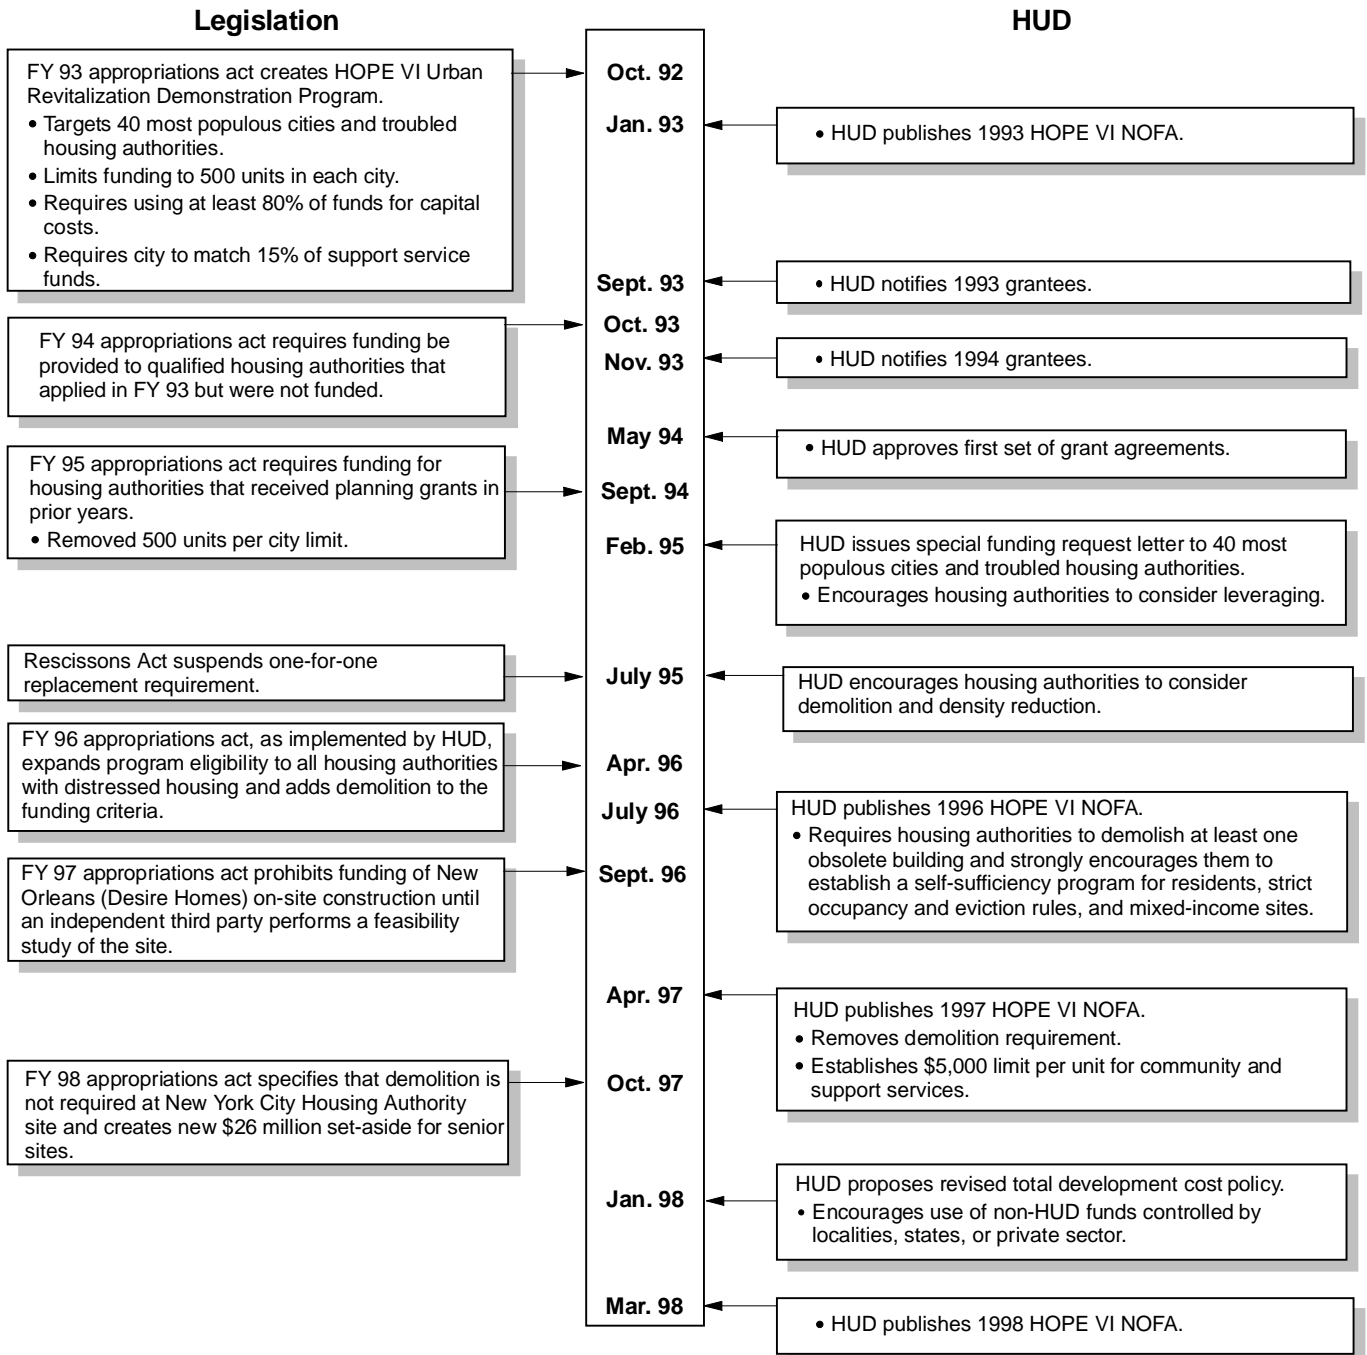 Legislation
HUD
FY 93 appropriations act creates HOPE VI Urban
Revitalization Demonstration Program.
• Targets 40 most populous cities and troubled
housing authorities.
• Limits funding to 500 units in each city.
• Requires using at least 80% of funds for capital
costs.
• Requires city to match 15% of support service
funds.
Oct. 92
Jan. 93
• HUD publishes 1993 HOPE VI NOFA.
Sept. 93
• HUD notifies 1993 grantees.
FY 94 appropriations act requires funding be
provided to qualified housing authorities that
applied in FY 93 but were not funded.
Oct. 93
Nov. 93
• HUD notifies 1994 grantees.
May 94
• HUD approves first set of grant agreements.
FY 95 appropriations act requires funding for
housing authorities that received planning grants in
prior years.
• Removed 500 units per city limit.
Sept. 94
Feb. 95
HUD issues special funding request letter to 40 most
populous cities and troubled housing authorities.
• Encourages housing authorities to consider leveraging.
Rescissons Act suspends one-for-one
replacement requirement.
July 95
HUD encourages housing authorities to consider
demolition and density reduction.
FY 96 appropriations act, as implemented by HUD,
expands program eligibility to all housing authorities
with distressed housing and adds demolition to the
funding criteria.
Apr. 96
July 96
HUD publishes 1996 HOPE VI NOFA.
• Requires housing authorities to demolish at least one
obsolete building and strongly encourages them to
establish a self-sufficiency program for residents, strict
occupancy and eviction rules, and mixed-income sites.
FY 97 appropriations act prohibits funding of New
Orleans (Desire Homes) on-site construction until
an independent third party performs a feasibility
study of the site.
Sept. 96
Apr. 97
HUD publishes 1997 HOPE VI NOFA.
• Removes demolition requirement.
• Establishes $5,000 limit per unit for community and
support services.
FY 98 appropriations act specifies that demolition is
not required at New York City Housing Authority
site and creates new $26 million set-aside for senior
sites.
Oct. 97
Jan. 98
HUD proposes revised total development cost policy.
• Encourages use of non-HUD funds controlled by
localities, states, or private sector.
Mar. 98
• HUD publishes 1998 HOPE VI NOFA.